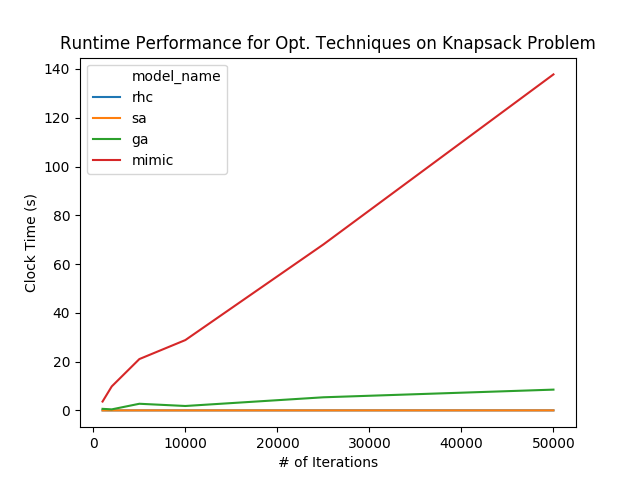 Runtime Performance for Opt. Techniques on Knapsack Problem
model_name
rhc
sa
ga
mimic
Clock Time (s)
140
120
100
80
60
40
20
0
0 10000 20000 30000 40000 50000
# of Iterations